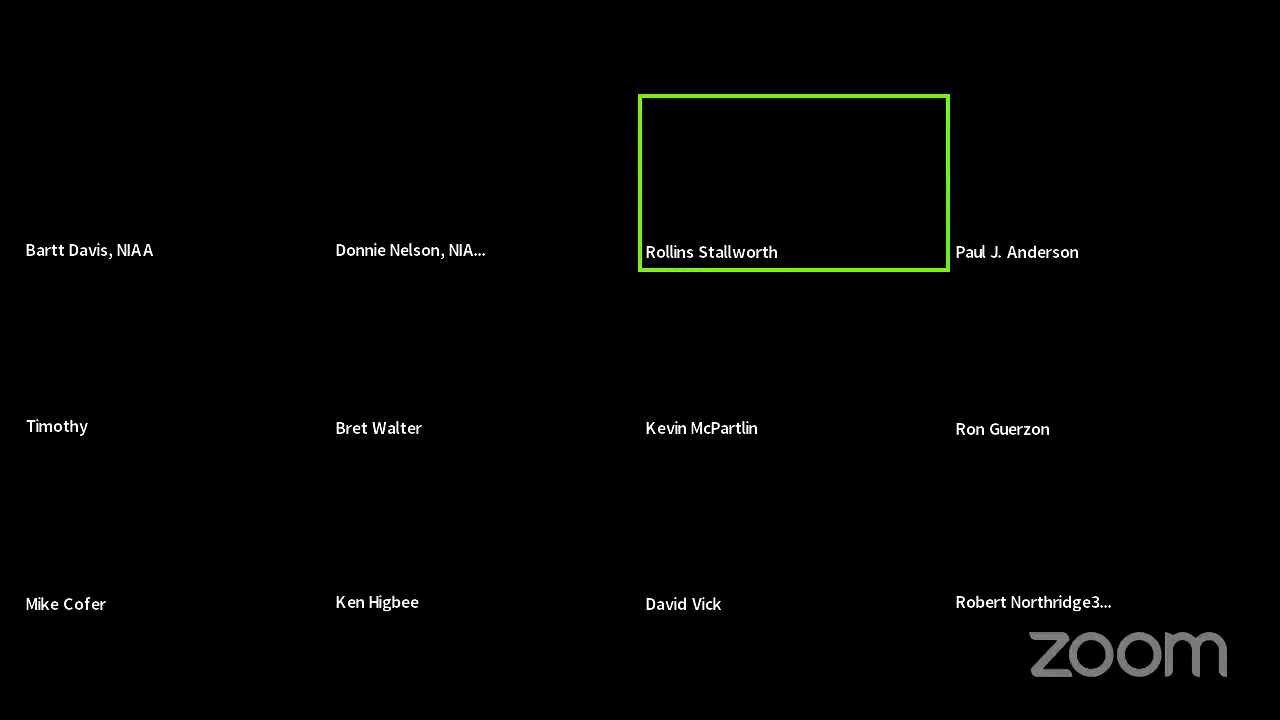 Bartt Davis, NIAA
Donnie Nelson, NIA...
Rollins Stallworth
Paul J. Anderson
Timothy
Bret Walter
Kevin McPartlin
Ron Guerzon
Mike Cofer
Ken Higbee
David Vick
Robert Northridge3...
zoom